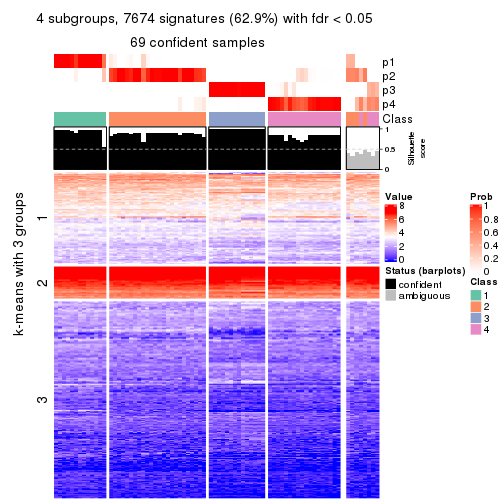 4 subgroups, 7674 signatures (62.9%) with fdr < 0.05
69 confident samples
p1
p2
p3
p4
Class
1
0.5
0
Silhouette
score
k-means with 3 groups
1
2
3
Value
8
6
4
2
0
Prob
1
0.8
0.6
0.4
0.2
0
Status (barplots)
confident
ambiguous
Class
1
2
3
4